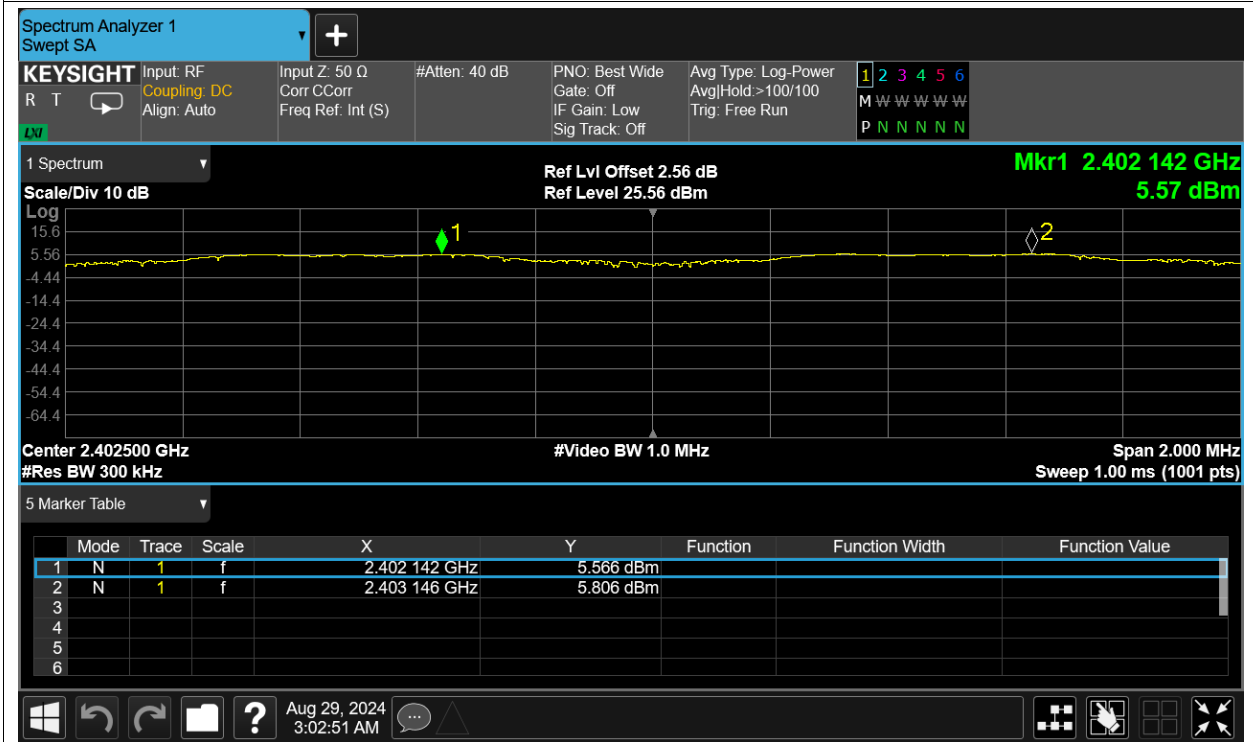 Spectrum Analyzer 1
Swept SA
+
KEYSIGHT Input: RF Input Z: 50 Ω #Atten: 40 dB PNO: Best Wide Avg Type: Log-Power 1 2 3 4 5 6
R T Coupling: DC Corr CCorr Gate: Off Avg|Hold:>100/100 M W W W W W
Align: Auto Freq Ref: Int (S) IF Gain: Low Trig: Free Run
LXI Sig Track: Off P N N N N N
1 Spectrum Ref Lvl Offset 2.56 dB Mkr1 2.402 142 GHz
Scale/Div 10 dB Ref Level 25.56 dBm 5.57 dBm
Log
15.6
1 2
5.56
-4.44
-14.4
-24.4
-34.4
-44.4
-54.4
-64.4
Center 2.402500 GHz #Video BW 1.0 MHz Span 2.000 MHz
#Res BW 300 kHz Sweep 1.00 ms (1001 pts)
5 Marker Table
Mode Trace Scale X Y Function Function Width Function Value
1 N 1 f 2.402 142 GHz 5.566 dBm
2 N 1 f 2.403 146 GHz 5.806 dBm
3
4
5
6
? Aug 29, 2024
3:02:51 AM